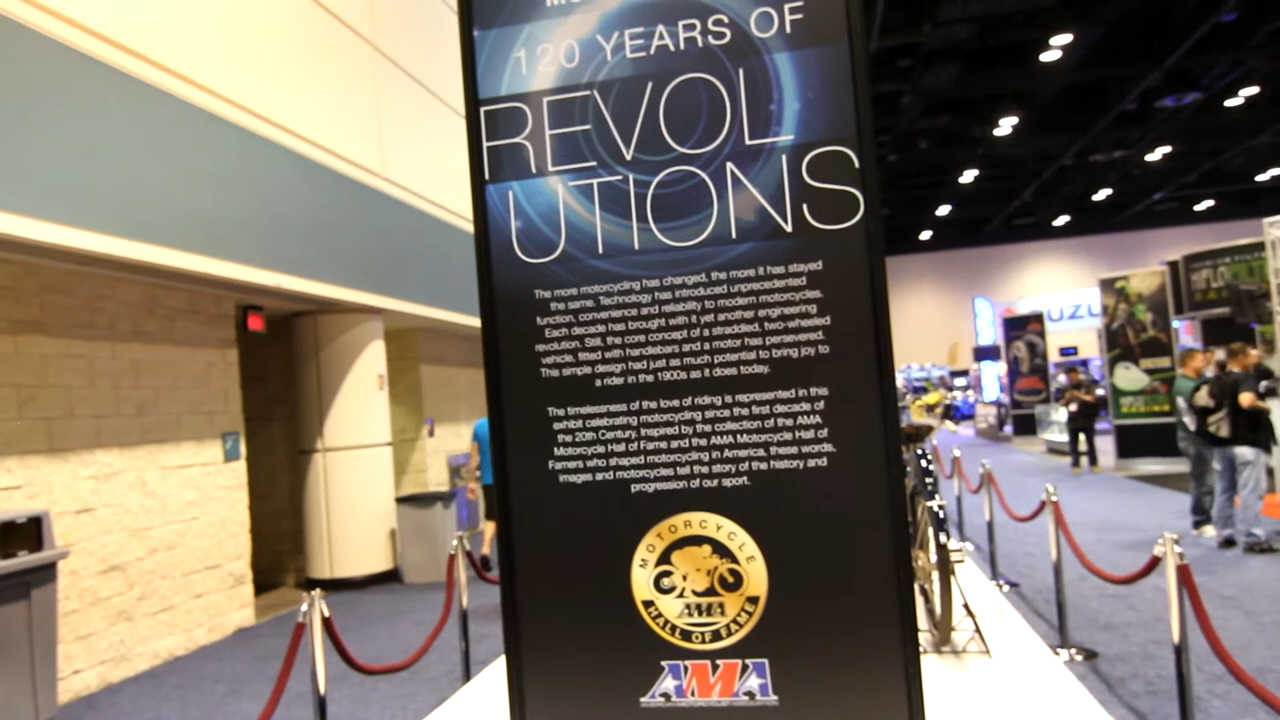 120 YEARS OF
REVOL
UTIONS
The more motorcycling has changed, the more it has stayed
the same. Technology has introduced unprecedented
function, convenience and reliability to modern motorcycles.
Each decade has brought with it yet another engineering
revolution. Still, the core concept of a straddled, two-wheeled
vehicle, fitted with handlebars and a motor has persevered.
This simple design had just as much potential to bring joy to
a rider in the 1900s as it does today.
The timelessness of the love of riding is represented in this
exhibit celebrating motorcycling since the first decade of
the 20th Century. Inspired by the collection of the AMA
Motorcycle Hall of Fame and the AMA Motorcycle Hall of
Famers who shaped motorcycling in America, these words,
images and motorcycles tell the story of the history and
progression of our sport.
MOTORCYCLE
AMA
HALL OF FAME
AMA
AMERICAN MOTORCYCLIST ASSOCIATION
UZU
HIFLO